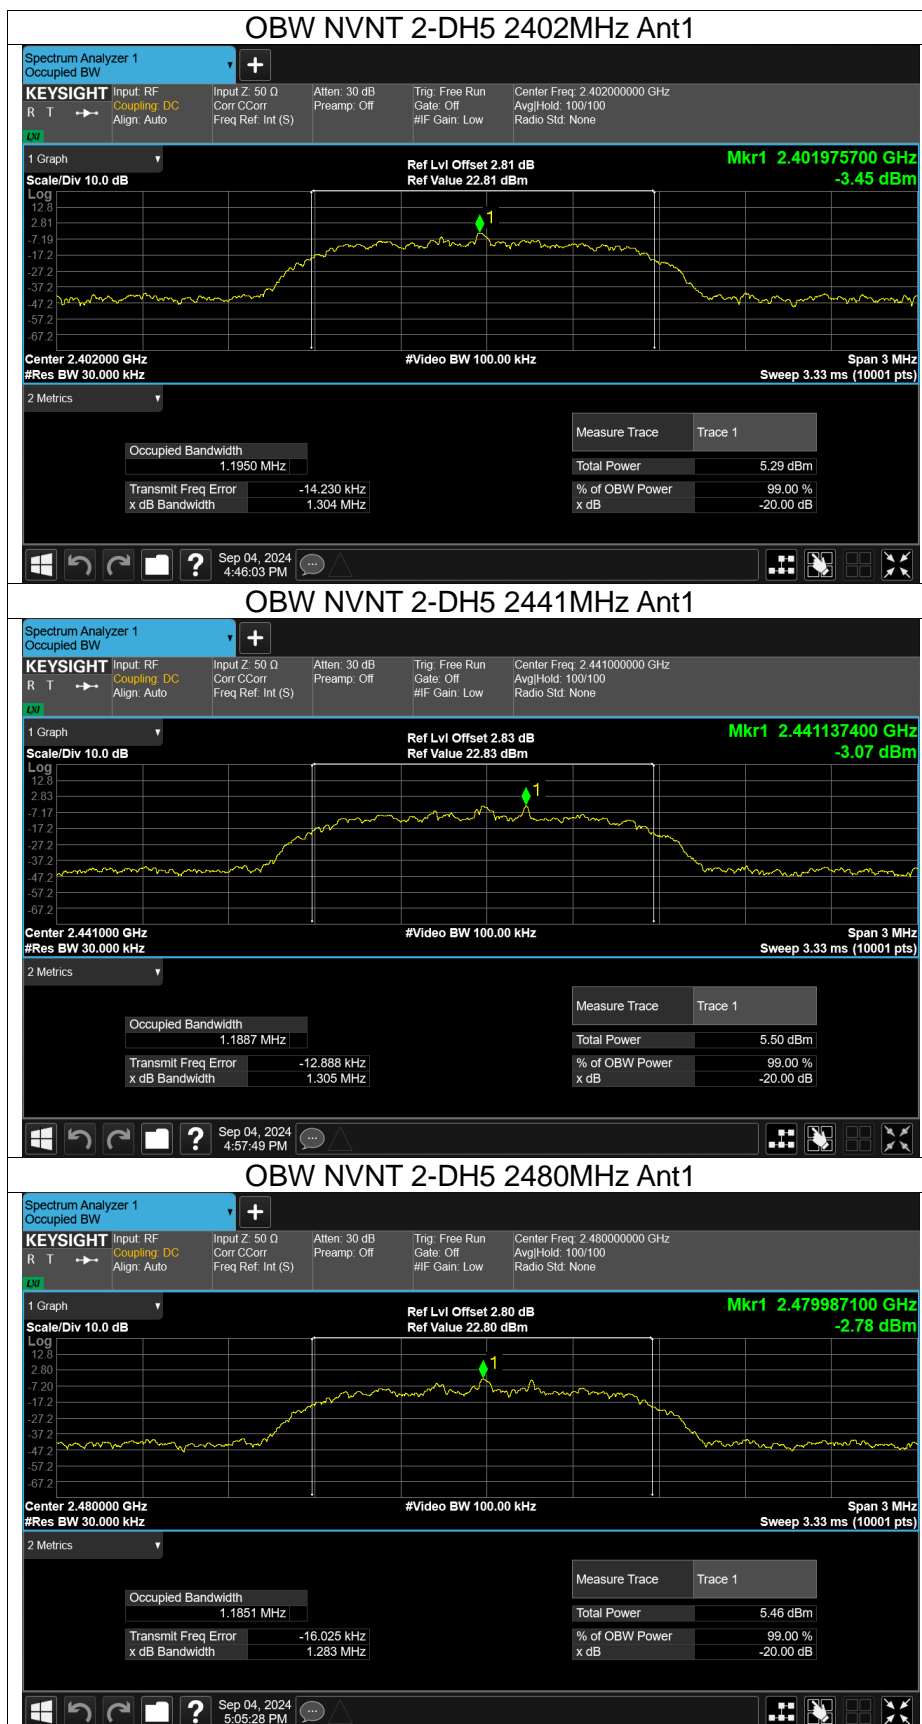 OBW NVNT 2-DH5 2402MHz Ant1
Spectrum Analyzer 1
Occupied BW
KEYSIGHT Input: RF Input Z: 50 Ω Atten: 30 dB Trig: Free Run Center Freq: 2.402000000 GHz
R T Coupling: DC Corr CCorr Preamp: Off Gate: Off Avg|Hold: 100/100
Align: Auto Freq Ref: Int (S) #IF Gain: Low Radio Std: None
LXI
1 Graph Ref Lvl Offset 2.81 dB Mkr1 2.401975700 GHz
Scale/Div 10.0 dB Ref Value 22.81 dBm -3.45 dBm
Log
12.8
2.81
-7.19
-17.2
-27.2
-37.2
-47.2
-57.2
-67.2
1
Center 2.402000 GHz #Video BW 100.00 kHz Span 3 MHz
#Res BW 30.000 kHz Sweep 3.33 ms (10001 pts)
2 Metrics
Measure Trace Trace 1
Occupied Bandwidth
1.1950 MHz Total Power 5.29 dBm
Transmit Freq Error -14.230 kHz % of OBW Power 99.00 %
x dB Bandwidth 1.304 MHz x dB -20.00 dB
? Sep 04, 2024
4:46:03 PM
OBW NVNT 2-DH5 2441MHz Ant1
Spectrum Analyzer 1
Occupied BW
KEYSIGHT Input: RF Input Z: 50 Ω Atten: 30 dB Trig: Free Run Center Freq: 2.441000000 GHz
R T Coupling: DC Corr CCorr Preamp: Off Gate: Off Avg|Hold: 100/100
Align: Auto Freq Ref: Int (S) #IF Gain: Low Radio Std: None
LXI
1 Graph Ref Lvl Offset 2.83 dB Mkr1 2.441137400 GHz
Scale/Div 10.0 dB Ref Value 22.83 dBm -3.07 dBm
Log
12.8
2.83
-7.17
-17.2
-27.2
-37.2
-47.2
-57.2
-67.2
1
Center 2.441000 GHz #Video BW 100.00 kHz Span 3 MHz
#Res BW 30.000 kHz Sweep 3.33 ms (10001 pts)
2 Metrics
Measure Trace Trace 1
Occupied Bandwidth
1.1887 MHz Total Power 5.50 dBm
Transmit Freq Error -12.888 kHz % of OBW Power 99.00 %
x dB Bandwidth 1.305 MHz x dB -20.00 dB
? Sep 04, 2024
4:57:49 PM
OBW NVNT 2-DH5 2480MHz Ant1
Spectrum Analyzer 1
Occupied BW
KEYSIGHT Input: RF Input Z: 50 Ω Atten: 30 dB Trig: Free Run Center Freq: 2.480000000 GHz
R T Coupling: DC Corr CCorr Preamp: Off Gate: Off Avg|Hold: 100/100
Align: Auto Freq Ref: Int (S) #IF Gain: Low Radio Std: None
LXI
1 Graph Ref Lvl Offset 2.80 dB Mkr1 2.479987100 GHz
Scale/Div 10.0 dB Ref Value 22.80 dBm -2.78 dBm
Log
12.8
2.80
-7.20
-17.2
-27.2
-37.2
-47.2
-57.2
-67.2
1
Center 2.480000 GHz #Video BW 100.00 kHz Span 3 MHz
#Res BW 30.000 kHz Sweep 3.33 ms (10001 pts)
2 Metrics
Measure Trace Trace 1
Occupied Bandwidth
1.1851 MHz Total Power 5.46 dBm
Transmit Freq Error -16.025 kHz % of OBW Power 99.00 %
x dB Bandwidth 1.283 MHz x dB -20.00 dB
? Sep 04, 2024
5:05:28 PM